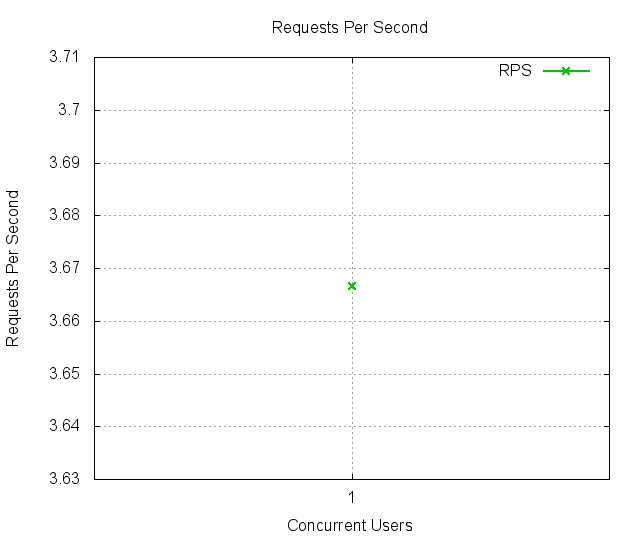 Requests Per Second
3.71
3.7
3.69
3.68
3.67
3.66
3.65
3.64
3.63
RPS
Requests Per Second
1
Concurrent Users